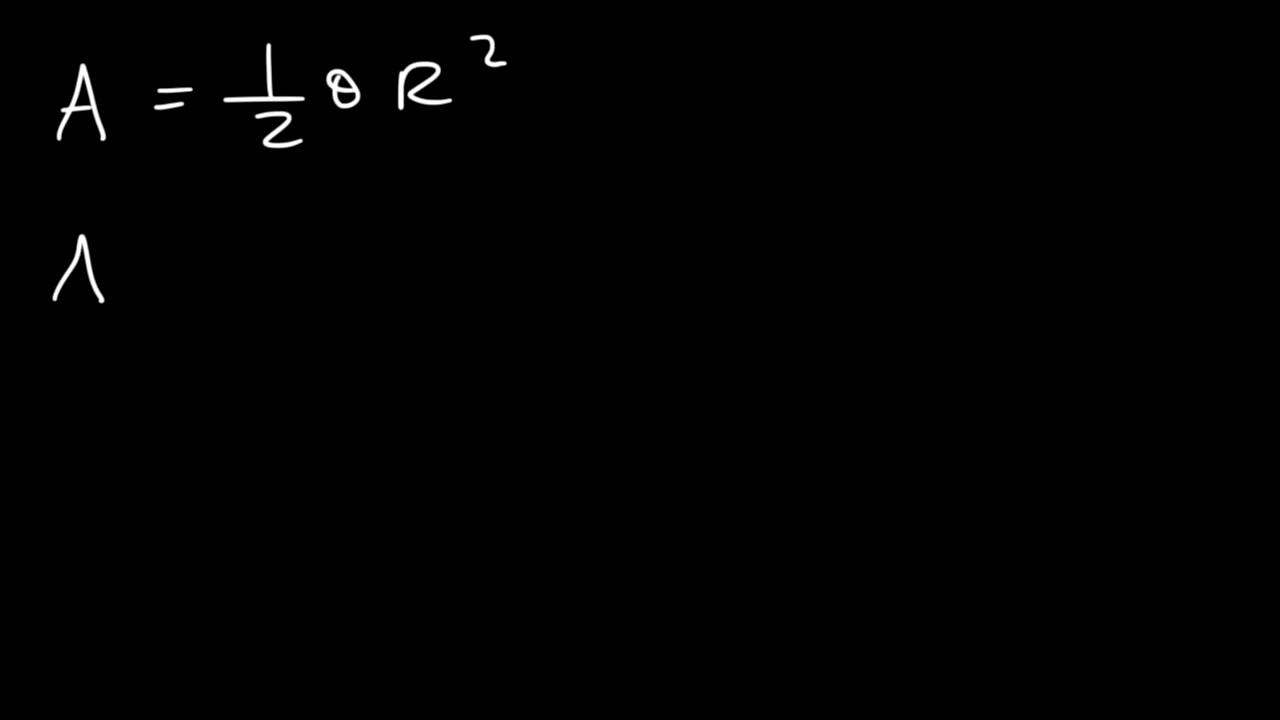 A = 1/2 θ R²